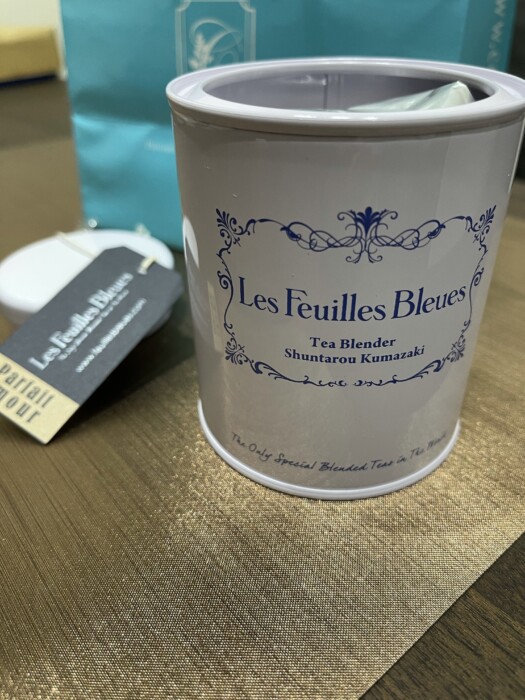 Les Feuilles Bleues
Tea Blender
Shuntarou Kumazaki
The Only Special Blended Teas in The World
Les Feuilles Bleues
Parfait